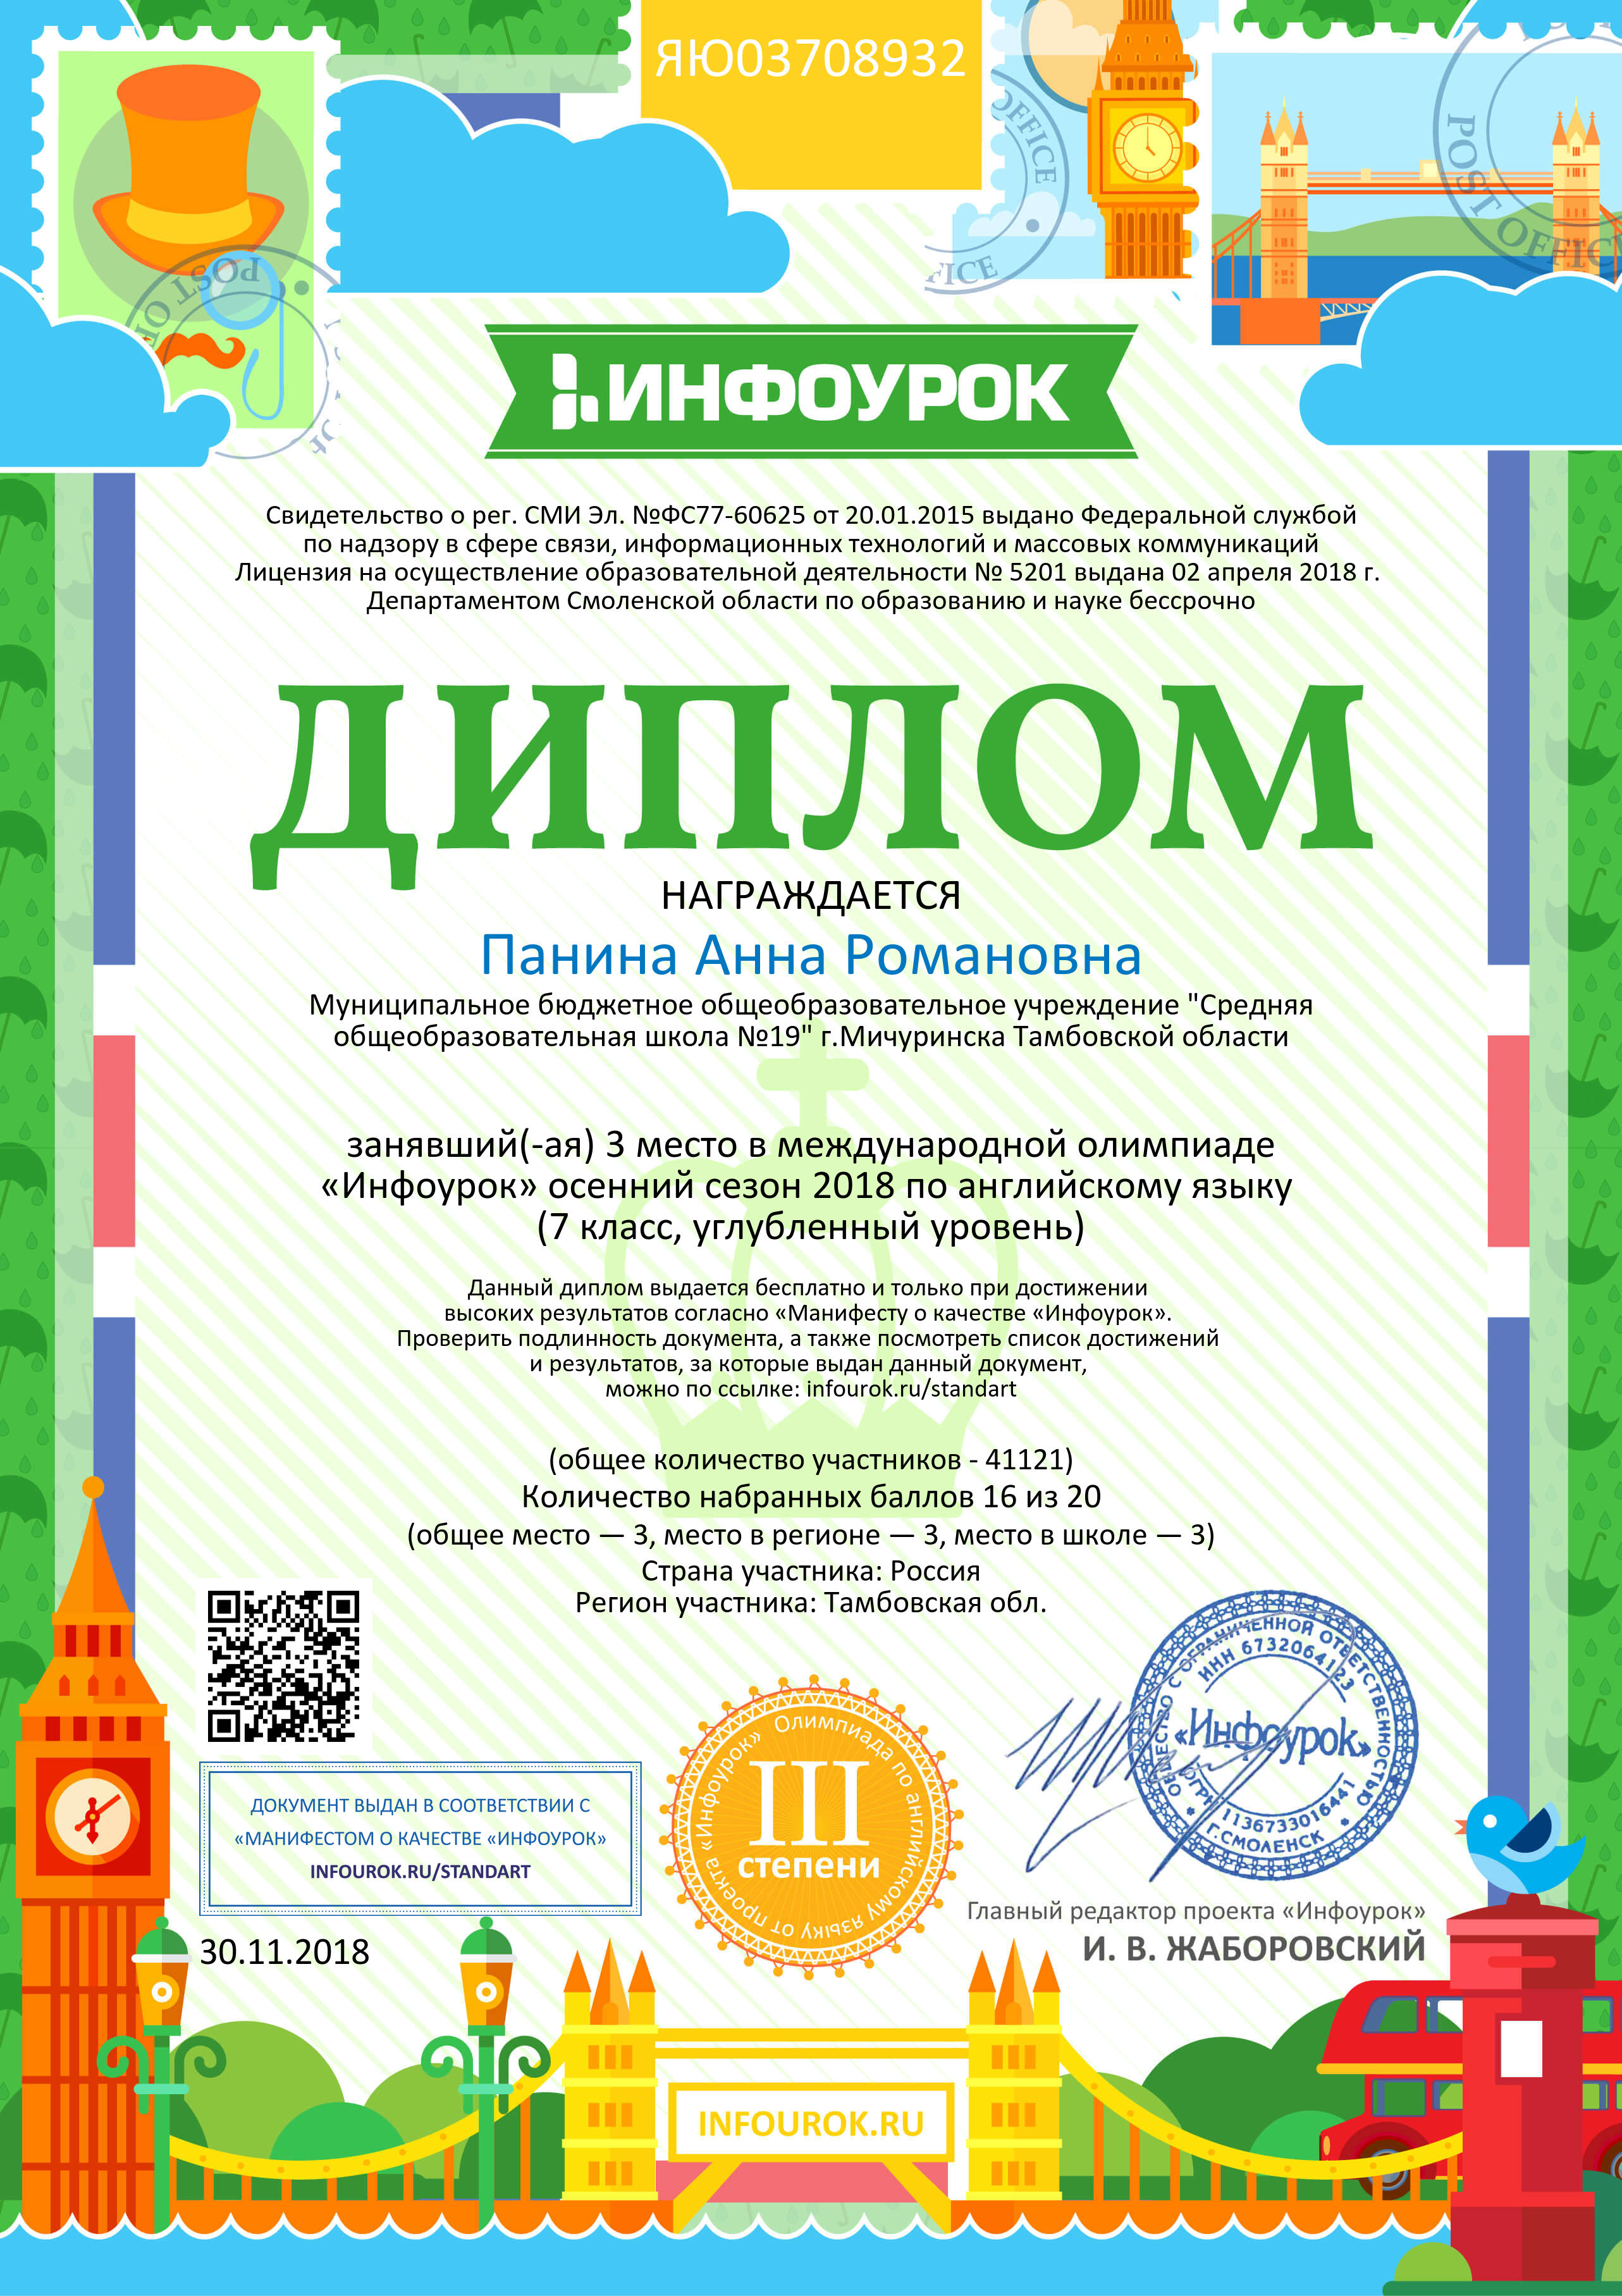 ЯЮ03708932
OFFICE
FICE
POST OFFICE
POST OF
ИНФОУРОК
Свидетельство о рег. СМИ Эл. №ФС77-60625 от 20.01.2015 выдано Федеральной службой
по надзору в сфере связи, информационных технологий и массовых коммуникаций
Лицензия на осуществление образовательной деятельности № 5201 выдана 02 апреля 2018 г.
Департаментом Смоленской области по образованию и науке бессрочно
ДИПЛОМ
НАГРАЖДАЕТСЯ
Панина Анна Романовна
Муниципальное бюджетное общеобразовательное учреждение "Средняя
общеобразовательная школа №19" г.Мичуринска Тамбовской области
занявший(-ая) 3 место в международной олимпиаде
«Инфоурок» осенний сезон 2018 по английскому языку
(7 класс, углубленный уровень)
Данный диплом выдается бесплатно и только при достижении
высоких результатов согласно «Манифесту о качестве «Инфоурок».
Проверить подлинность документа, а также посмотреть список достижений
и результатов, за которые выдан данный документ,
можно по ссылке: infourok.ru/standart
(общее количество участников - 41121)
Количество набранных баллов 16 из 20
(общее место — 3, место в регионе — 3, место в школе — 3)
Страна участника: Россия
Регион участника: Тамбовская обл.
ОБЩЕСТВО С ОГРАНИЧЕННОЙ ОТВЕТСТВЕННОСТЬЮ
ИНН 6732064123
«Инфоурок»
ОГРН 1136733016441
* Г.СМОЛЕНСК *
Олимпиада по английскому языку от проекта «Инфоурок»
III
степени
ДОКУМЕНТ ВЫДАН В СООТВЕТСТВИИ С
«МАНИФЕСТОМ О КАЧЕСТВЕ «ИНФОУРОК»
INFOUROK.RU/STANDART
Главный редактор проекта «Инфоурок»
И. В. ЖАБОРОВСКИЙ
30.11.2018
INFOUROK.RU